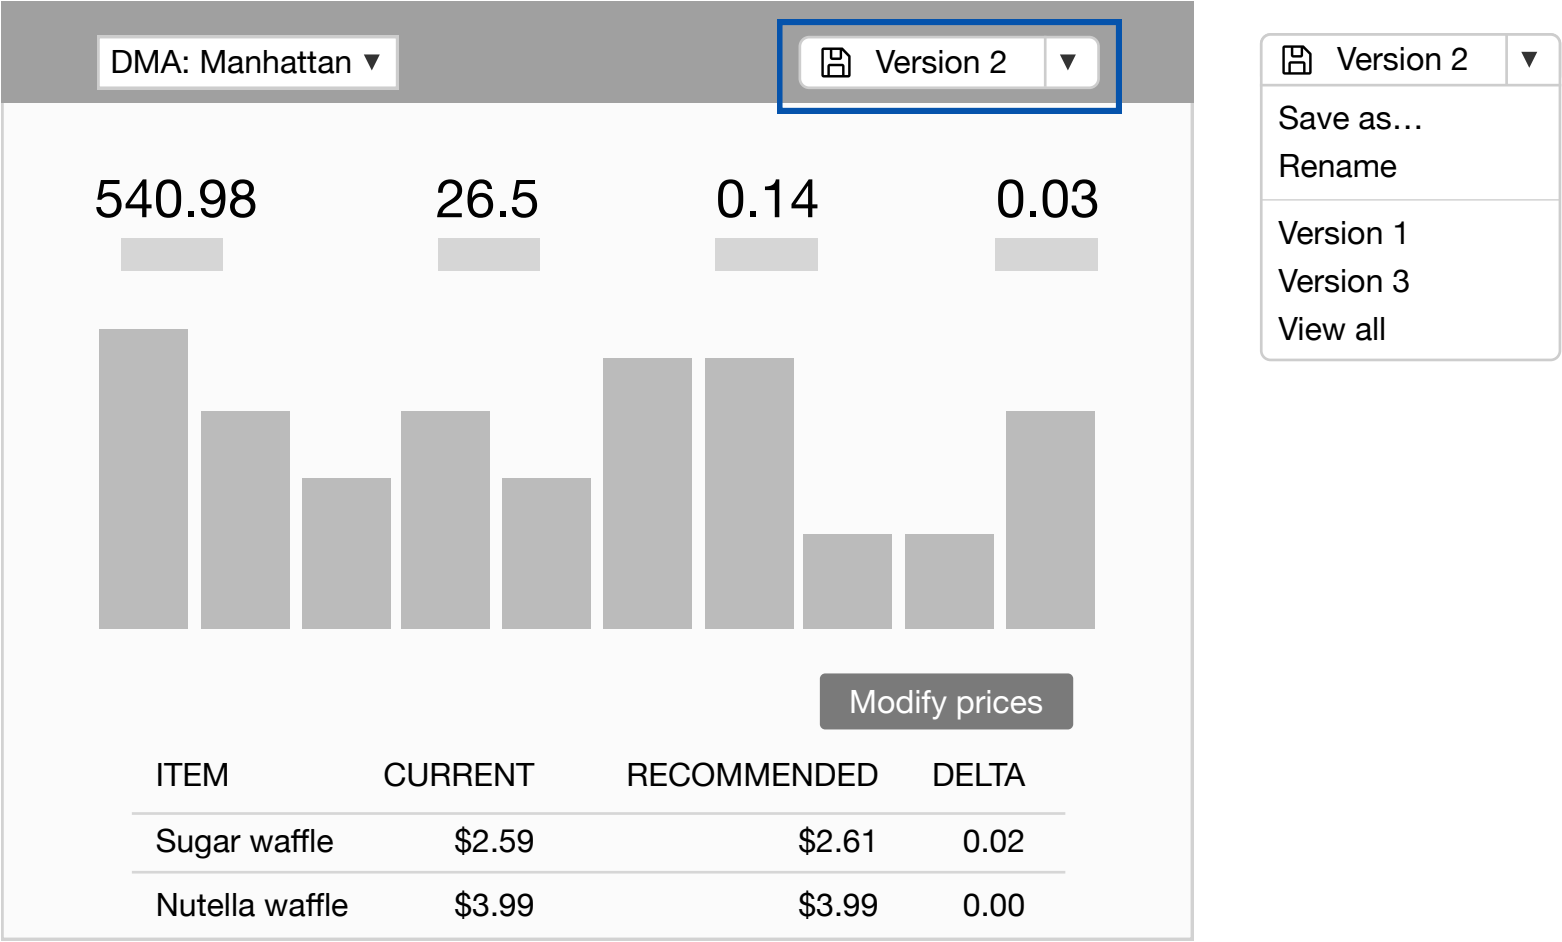 DMA: Manhattan ▼
Version 2 ▼
540.98 26.5 0.14 0.03
Modify prices
ITEM CURRENT RECOMMENDED DELTA
Sugar waffle $2.59 $2.61 0.02
Nutella waffle $3.99 $3.99 0.00
Version 2 ▼
Save as…
Rename
Version 1
Version 3
View all